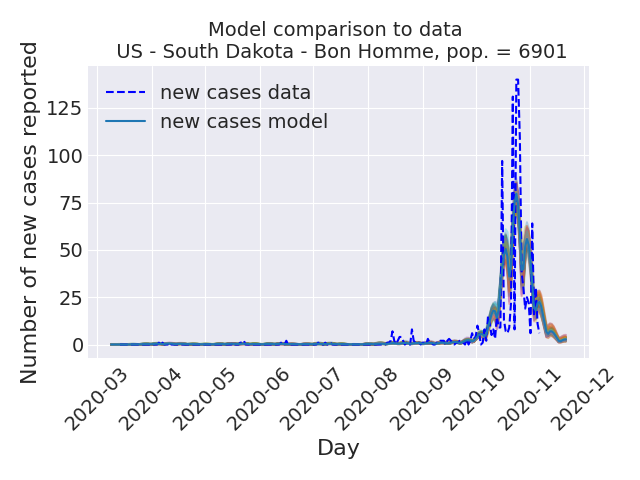 Model comparison to data
US - South Dakota - Bon Homme, pop. = 6901
Number of new cases reported
new cases data
new cases model
125
100
75
50
25
0
2020-03
2020-04
2020-05
2020-06
2020-07
2020-08
2020-09
2020-10
2020-11
2020-12
Day